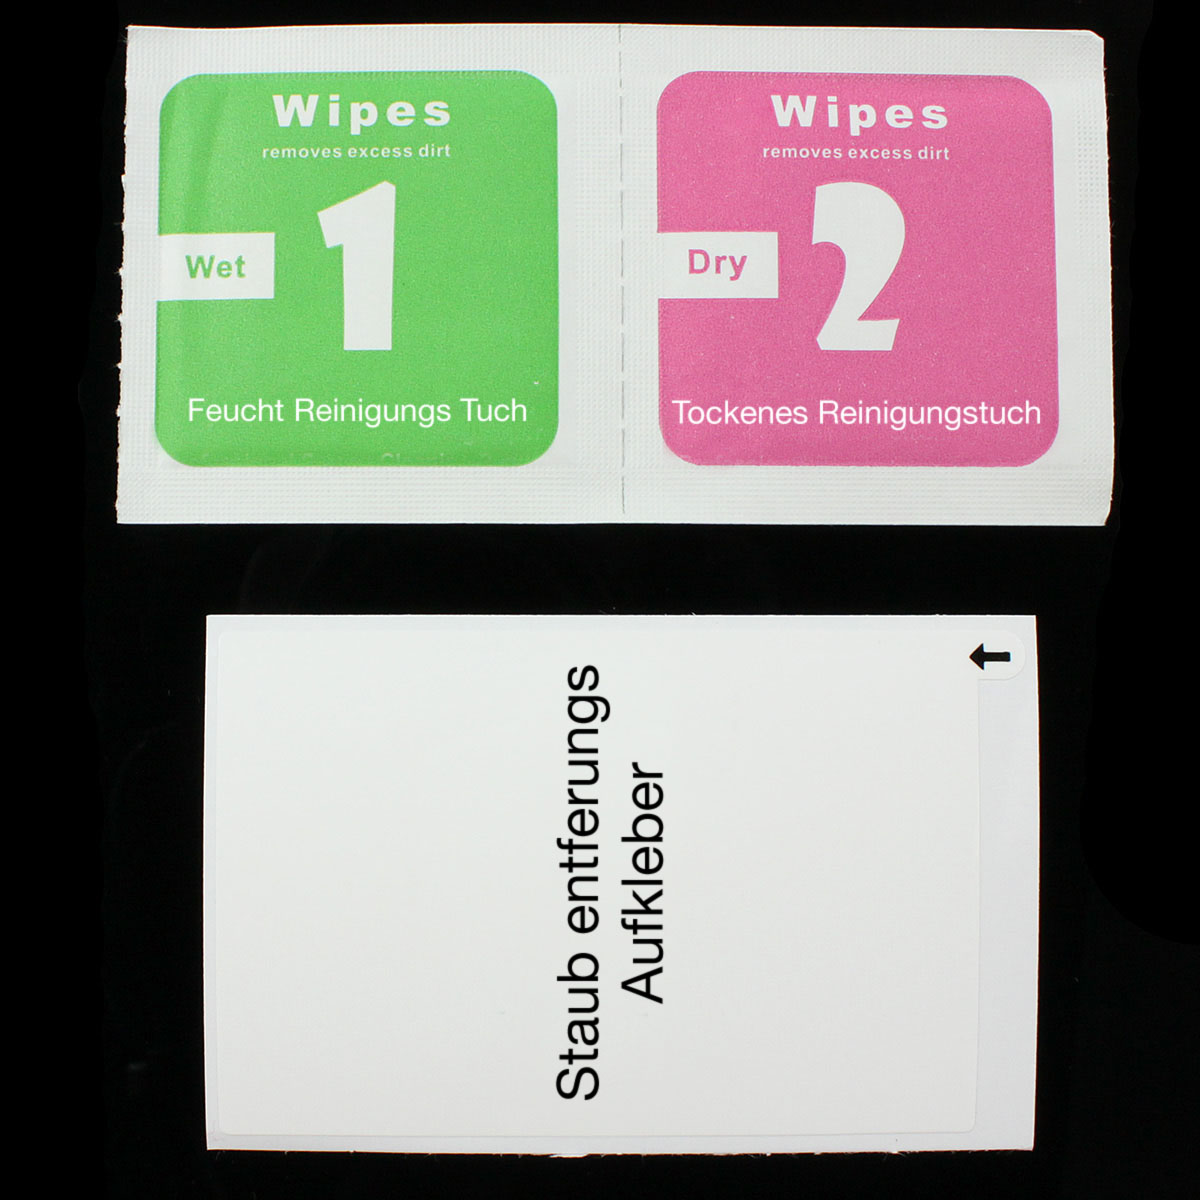 Wipes
removes excess dirt
1
Wet
Feucht Reinigungs Tuch
Wipes
removes excess dirt
2
Dry
Tockenes Reinigungstuch
Staub entferungs
Aufkleber